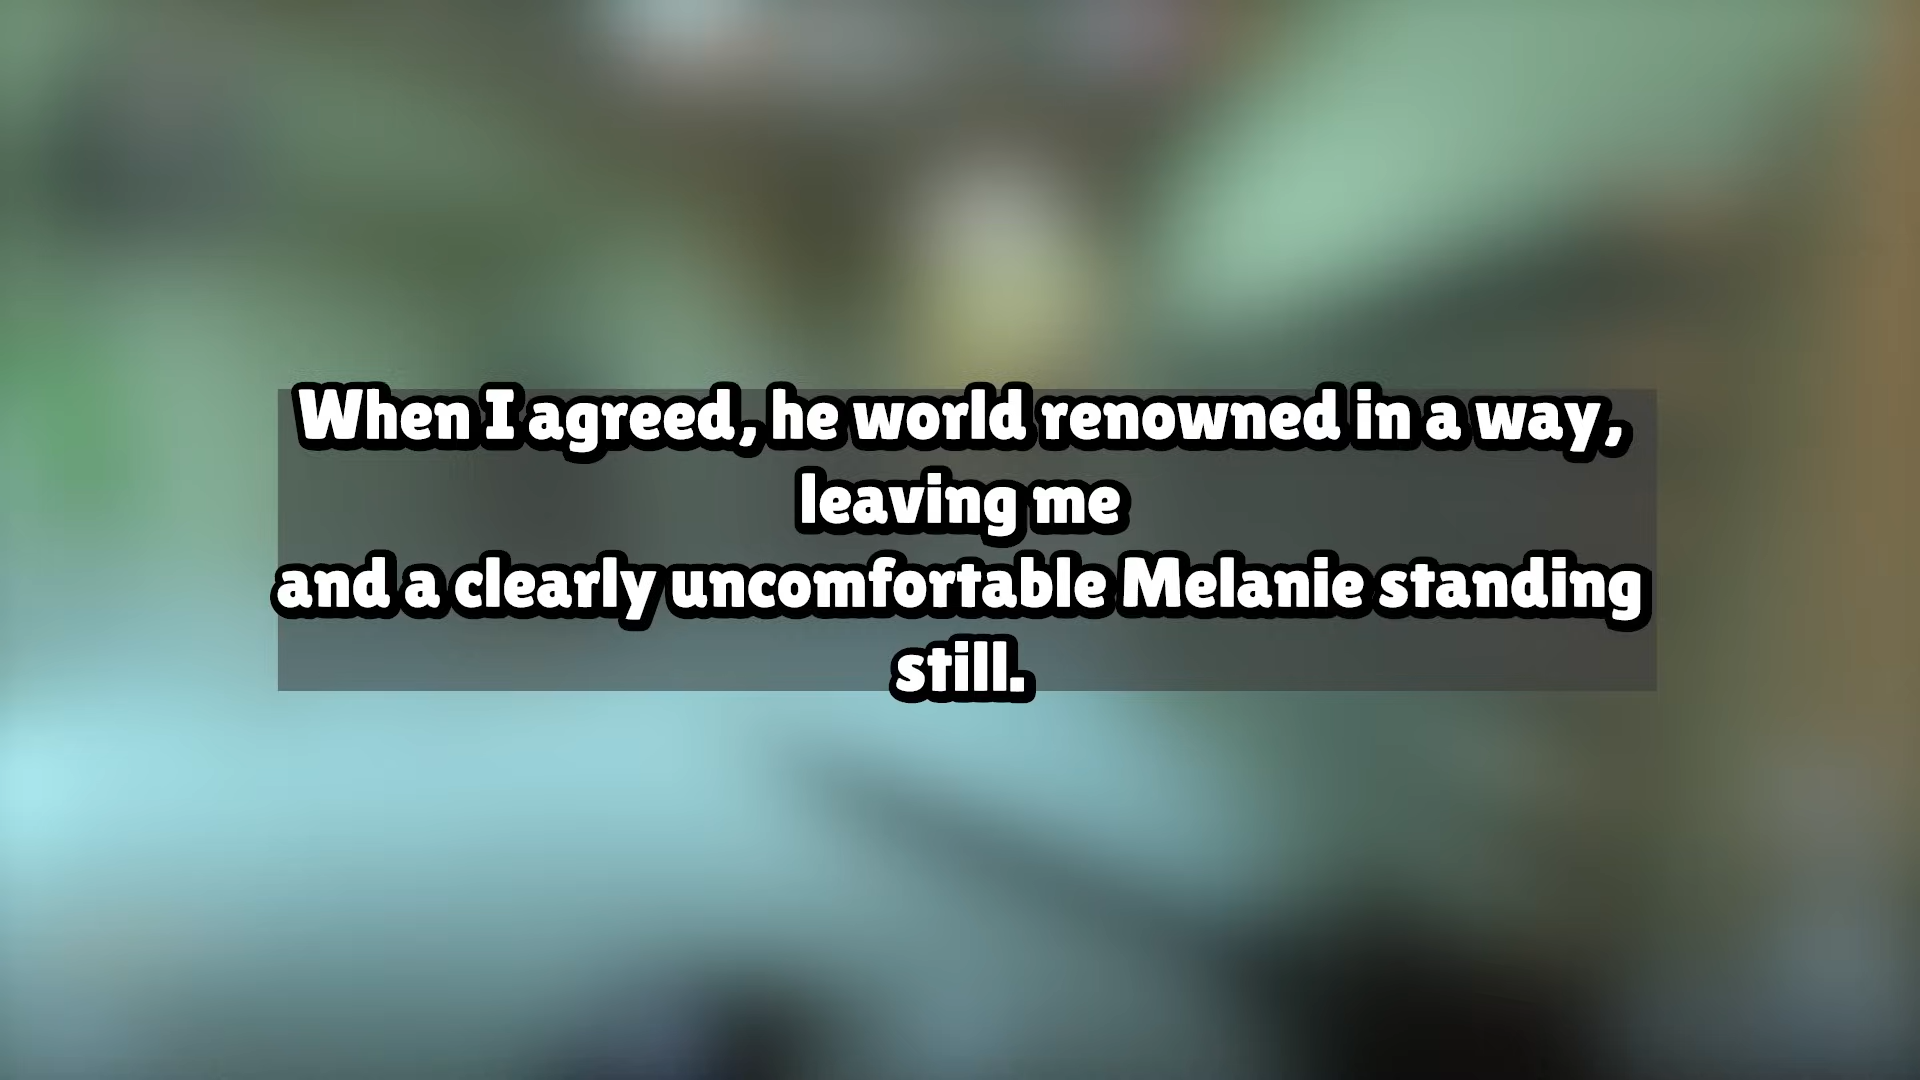 When I agreed, he world renowned in a way,
leaving me
and a clearly uncomfortable Melanie standing
still.